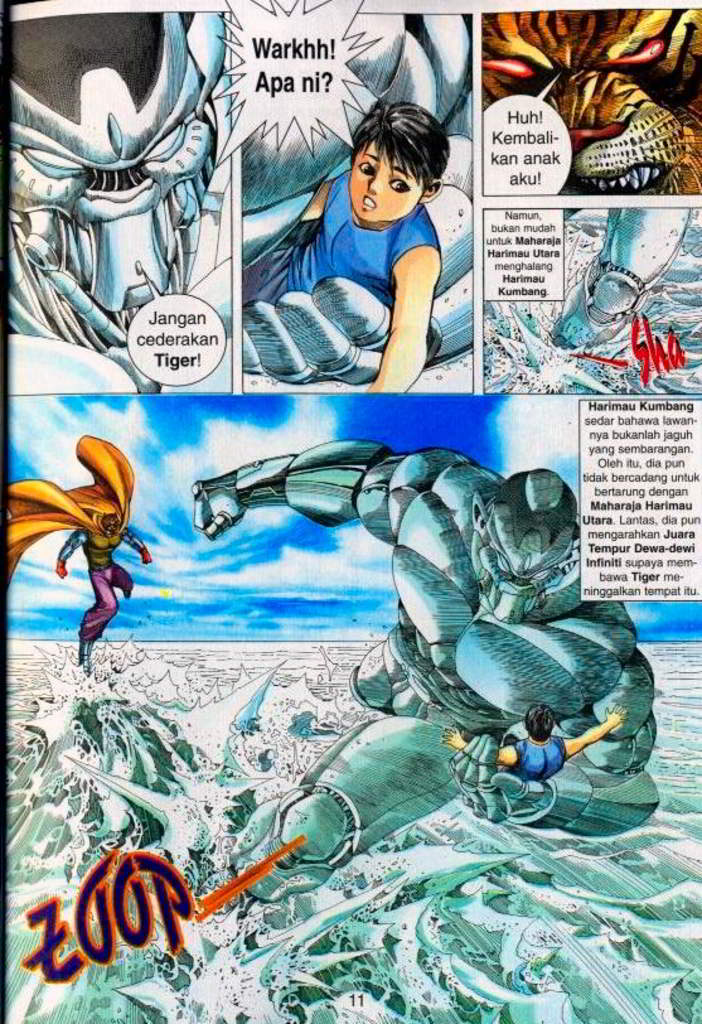 Warkhh!
Apa ni?
Jangan
cederakan
Tiger!
Huh!
Kembali-
kan anak
aku!
Namun,
bukan mudah
untuk Maharaja
Harimau Utara
menghalang
Harimau
Kumbang.
Sha
Harimau Kumbang
sedar bahawa lawan-
nya bukanlah jaguh
yang sembarangan.
Oleh itu, dia pun
tidak bercadang untuk
bertarung dengan
Maharaja Harimau
Utara. Lantas, dia pun
mengarahkan Juara
Tempur Dewa-dewi
Infiniti supaya mem-
bawa Tiger me-
ninggalkan tempat itu.
ZOOP
11